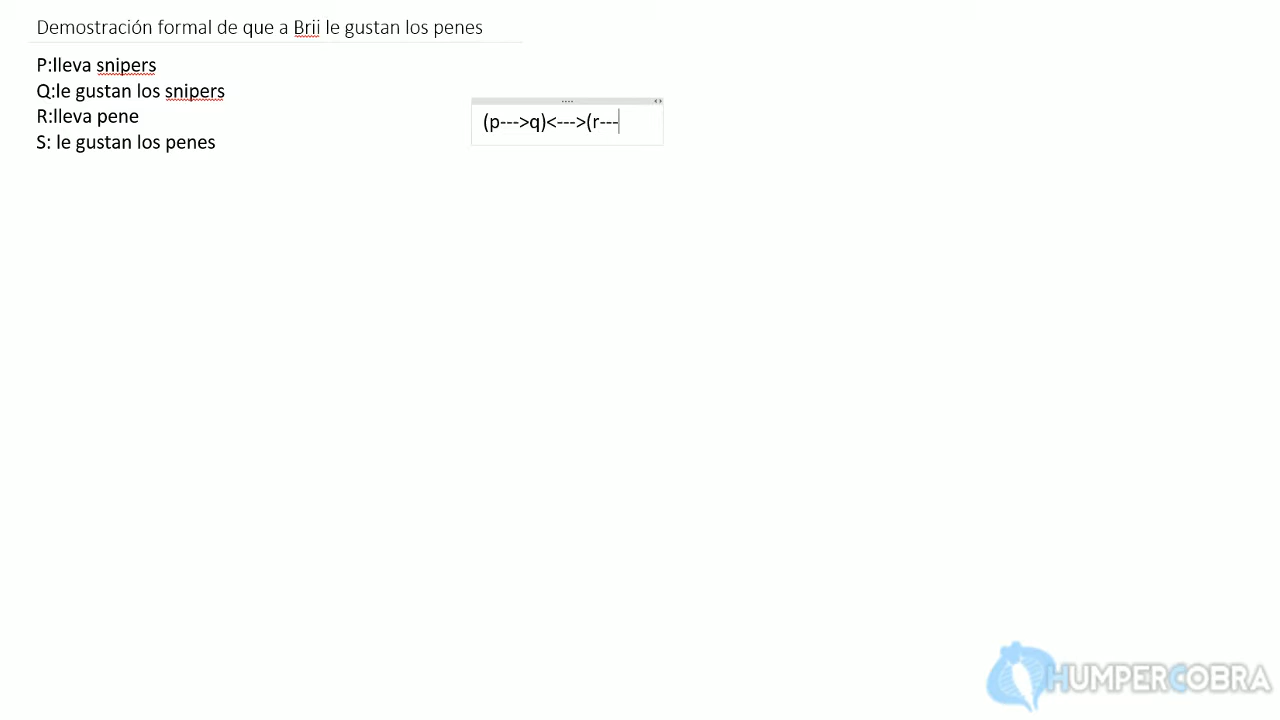 Demostración formal de que a Brii le gustan los penes
P:lleva snipers
Q:le gustan los snipers
R:lleva pene
S: le gustan los penes
(p--->q)<--->(r---
HUMPERCOBRA